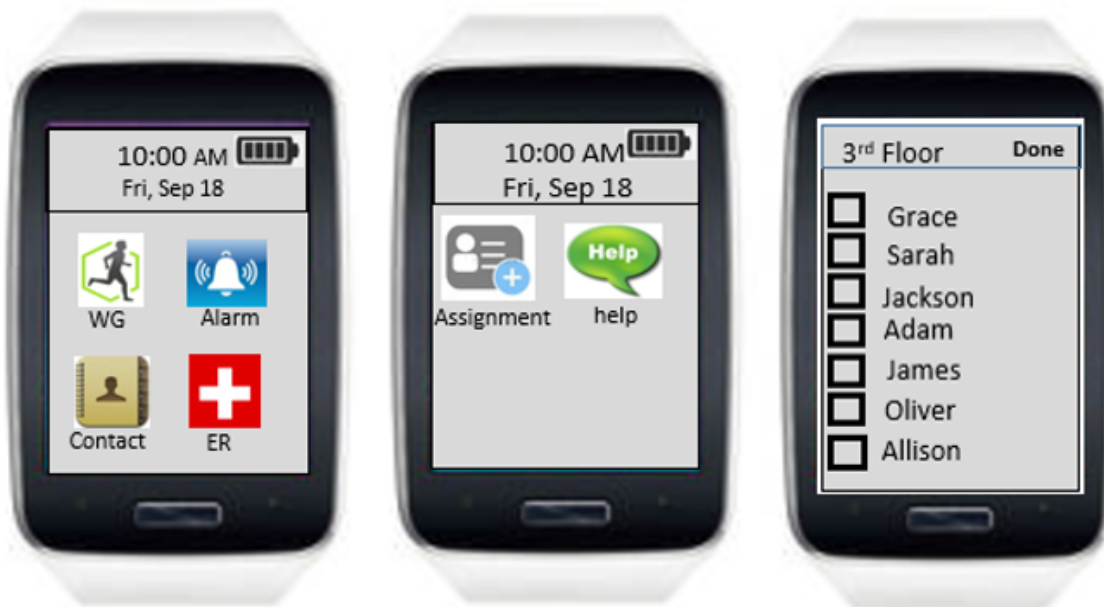 10:00 AM
Fri, Sep 18
WG
Alarm
Contact
ER
10:00 AM
Fri, Sep 18
Help
Assignment
help
3rd Floor
Done
Grace
Sarah
Jackson
Adam
James
Oliver
Allison